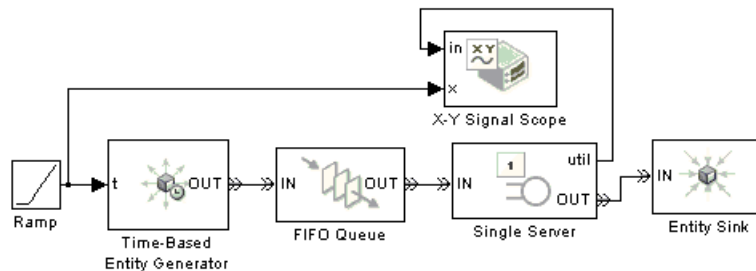 in
XY
x
X-Y Signal Scope
t
OUT
IN
OUT
IN
1
util
OUT
IN
Ramp
Time-Based
Entity Generator
FIFO Queue
Single Server
Entity Sink